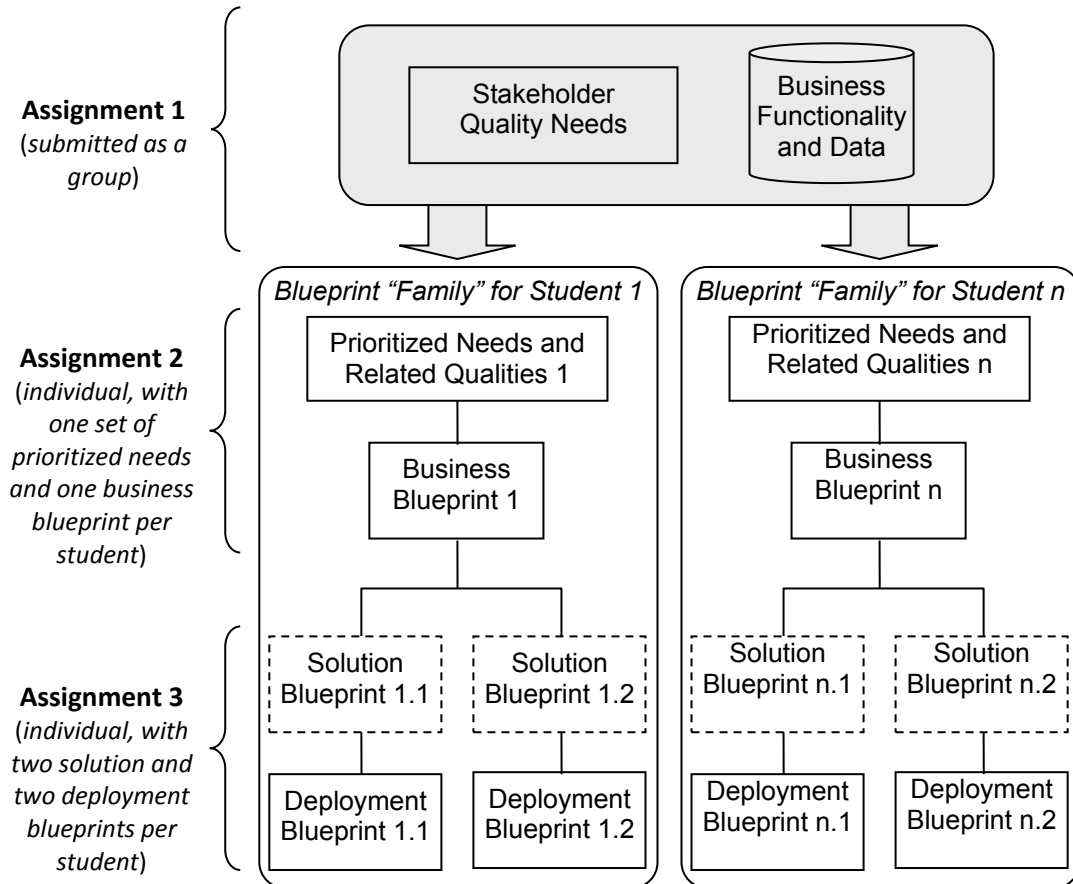 Assignment 1
(submitted as a
group)
Stakeholder
Quality Needs
Business
Functionality
and Data
Assignment 2
(individual, with
one set of
prioritized needs
and one business
blueprint per
student)
Assignment 3
(individual, with
two solution and
two deployment
blueprints per
student)
Blueprint “Family” for Student 1
Prioritized Needs and
Related Qualities 1
Business
Blueprint 1
Solution
Blueprint 1.1
Solution
Blueprint 1.2
Deployment
Blueprint 1.1
Deployment
Blueprint 1.2
Blueprint “Family” for Student n
Prioritized Needs and
Related Qualities n
Business
Blueprint n
Solution
Blueprint n.1
Solution
Blueprint n.2
Deployment
Blueprint n.1
Deployment
Blueprint n.2